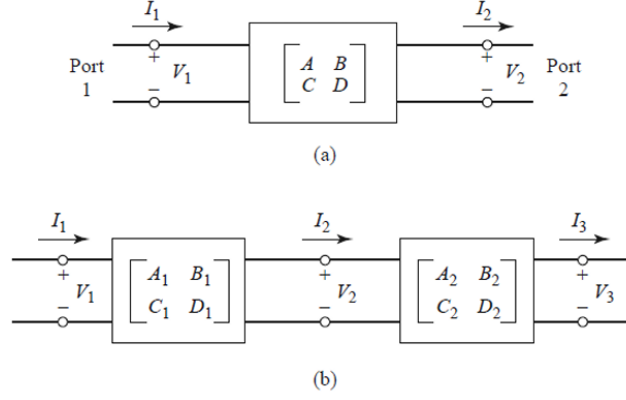 I1 I2
Port 1 + V1 − [A B C D] + V2 − Port 2
(a)
I1 I2 I3
+ V1 − [A1 B1 C1 D1] + V2 − [A2 B2 C2 D2] + V3 −
(b)